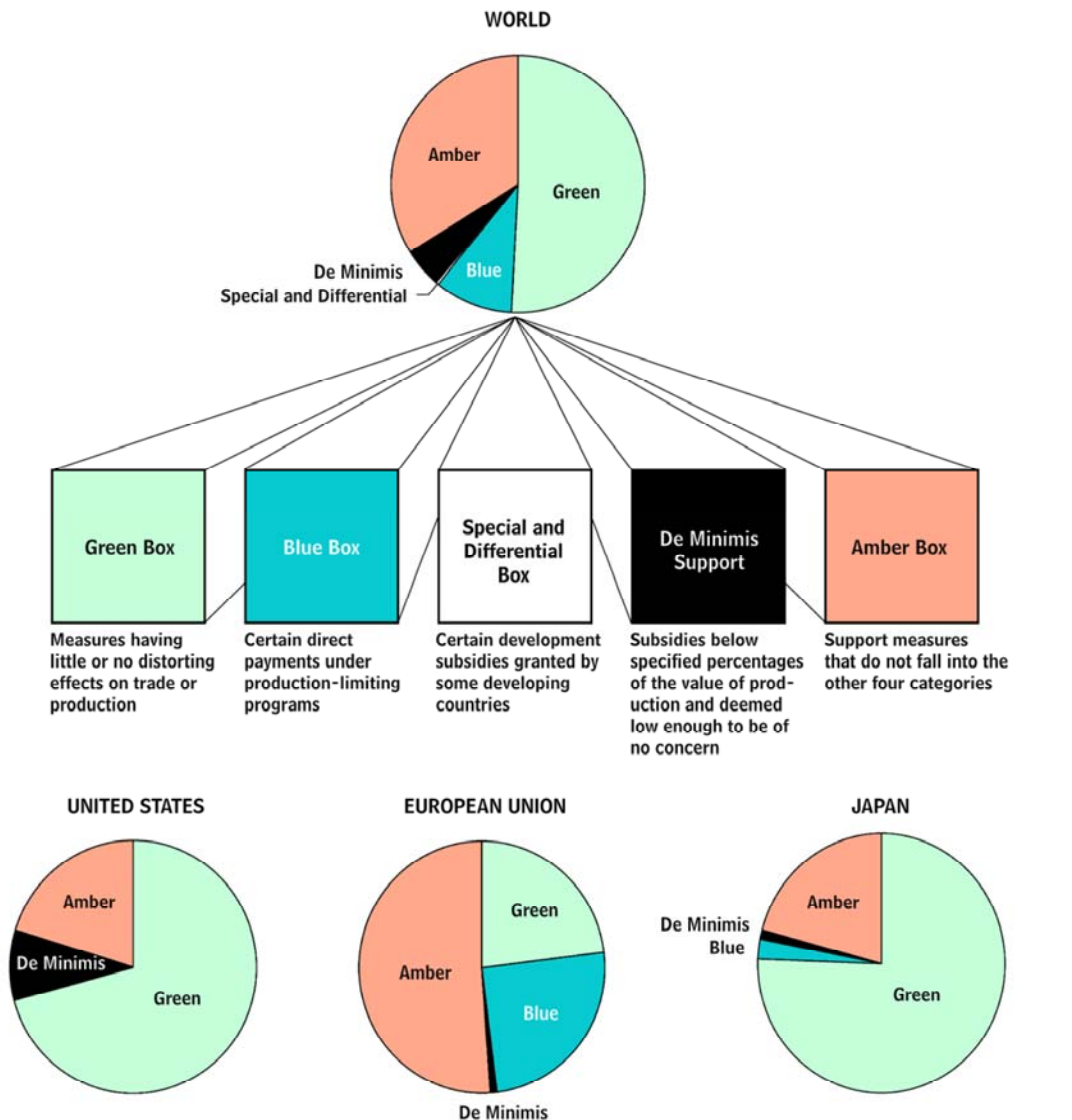 WORLD
Amber
Green
De Minimis
Special and Differential
Blue
Green Box
Blue Box
Special and
Differential
Box
De Minimis
Support
Amber Box
Measures having
little or no distorting
effects on trade or
production
Certain direct
payments under
production-limiting
programs
Certain development
subsidies granted by
some developing
countries
Subsidies below
specified percentages
of the value of prod-
uction and deemed
low enough to be of
no concern
Support measures
that do not fall into the
other four categories
UNITED STATES
Amber
De Minimis
Green
EUROPEAN UNION
Green
Amber
Blue
De Minimis
JAPAN
Amber
De Minimis
Blue
Green